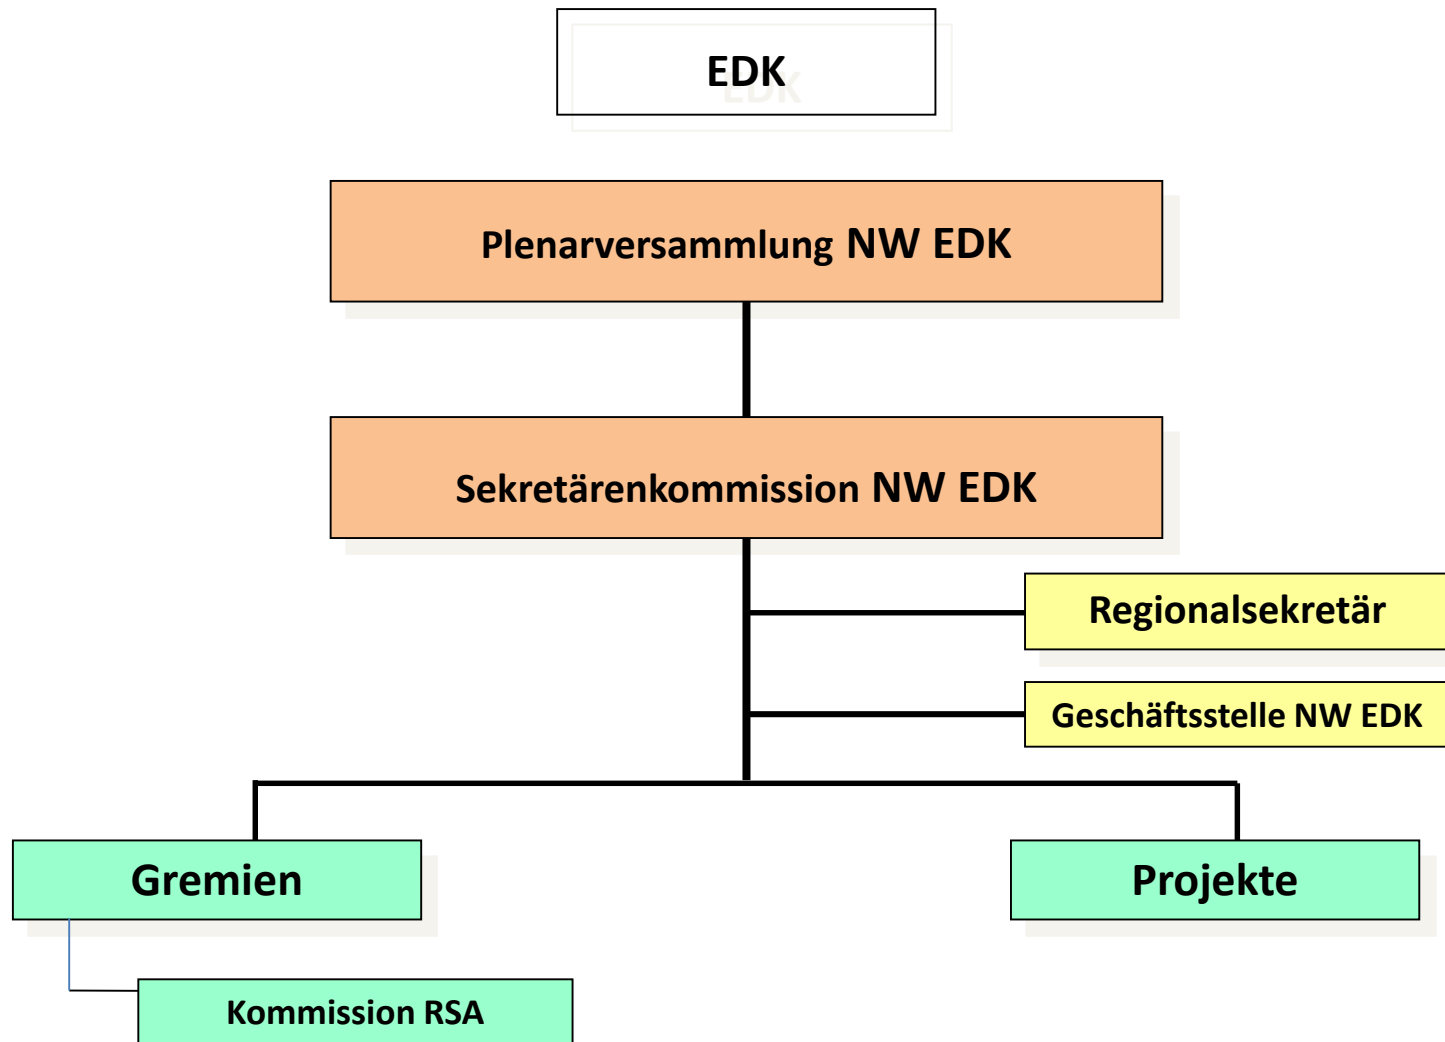 EDK
Plenarversammlung NW EDK
Sekretärenkommission NW EDK
Regionalsekretär
Geschäftsstelle NW EDK
Gremien
Projekte
Kommission RSA